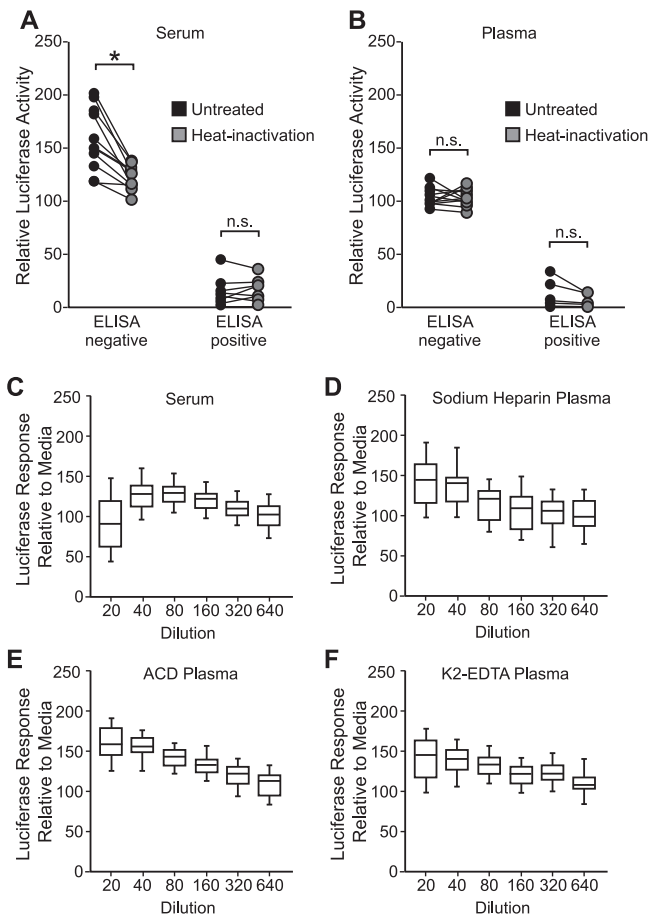 A
Serum
Relative Luciferase Activity
250
200
150
100
50
0
*
Untreated
Heat-inactivation
n.s.
ELISA
negative
ELISA
positive
B
Plasma
Relative Luciferase Activity
250
200
150
100
50
0
Untreated
Heat-inactivation
n.s.
n.s.
ELISA
negative
ELISA
positive
C
Serum
Luciferase Response
Relative to Media
250
200
150
100
50
0
20 40 80 160 320 640
Dilution
D
Sodium Heparin Plasma
Luciferase Response
Relative to Media
250
200
150
100
50
0
20 40 80 160 320 640
Dilution
E
ACD Plasma
Luciferase Response
Relative to Media
250
200
150
100
50
0
20 40 80 160 320 640
Dilution
F
K2-EDTA Plasma
Luciferase Response
Relative to Media
250
200
150
100
50
0
20 40 80 160 320 640
Dilution